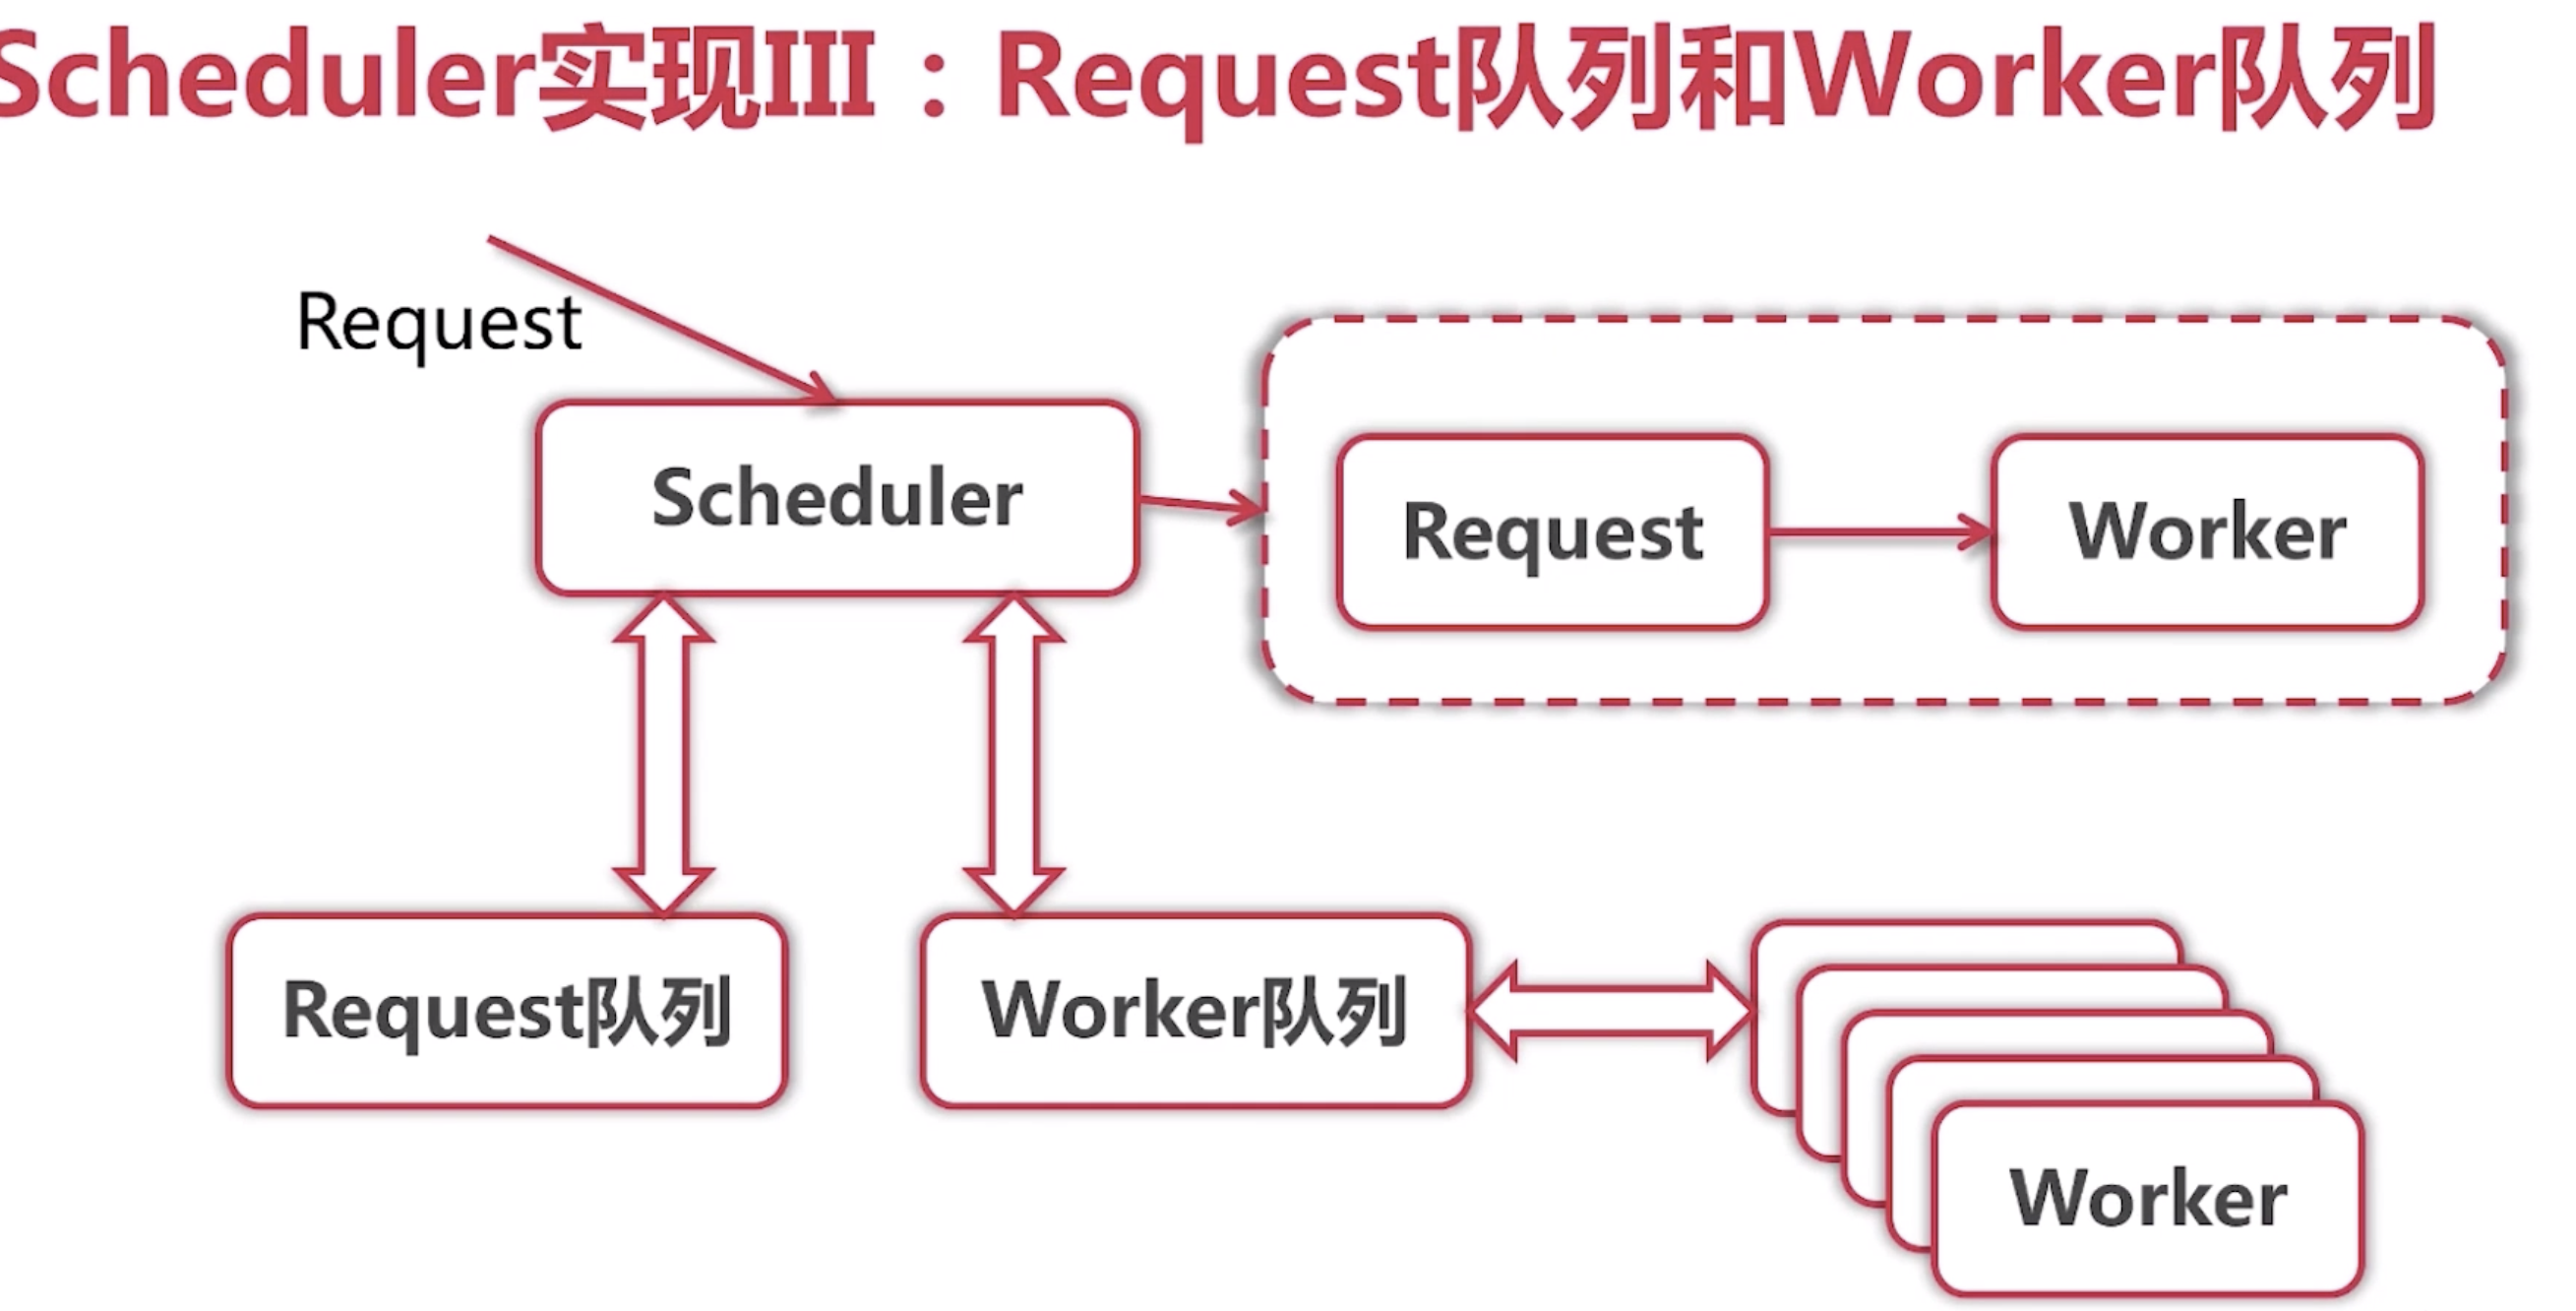 Scheduler实现III：Request队列和Worker队列
Request
Scheduler
Request
Worker
Request队列
Worker队列
Worker